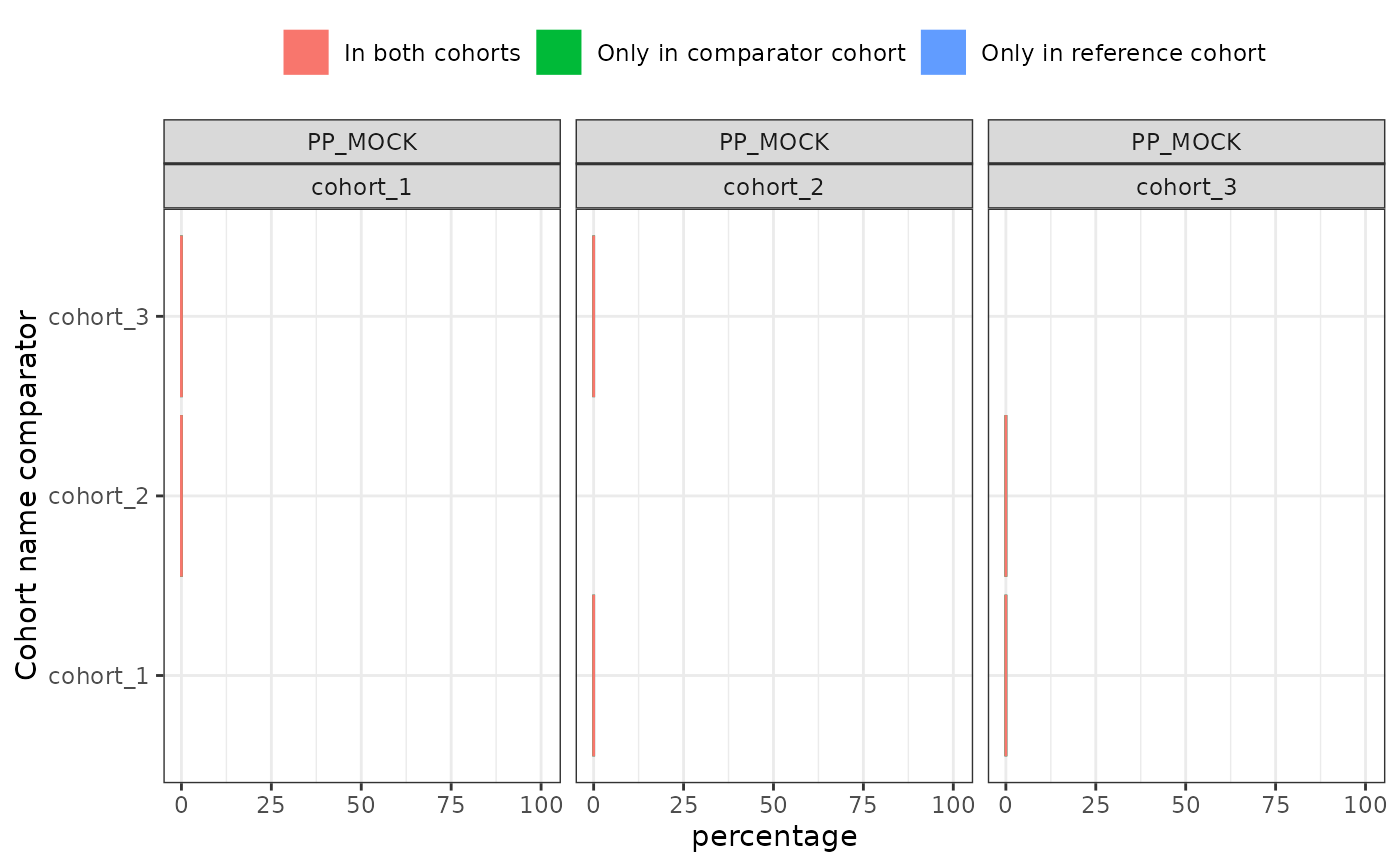 In both cohorts Only in comparator cohort Only in reference cohort
PP_MOCK PP_MOCK PP_MOCK
cohort_1 cohort_2 cohort_3
Cohort name comparator
cohort_3
cohort_2
cohort_1
0 25 50 75 100 0 25 50 75 100 0 25 50 75 100
percentage